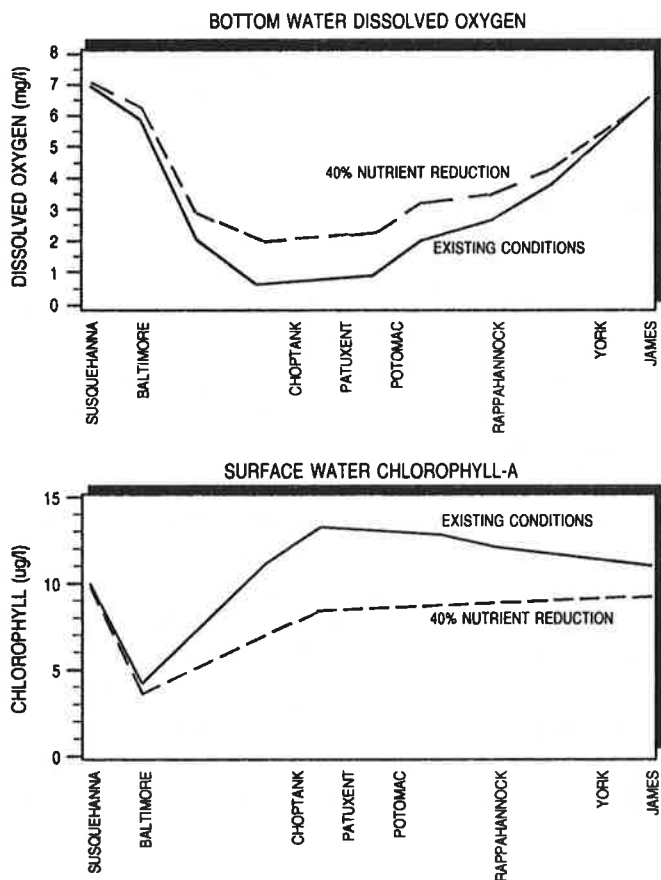 BOTTOM WATER DISSOLVED OXYGEN
DISSOLVED OXYGEN (mg/l)
8
7
6
5
4
3
2
1
0
40% NUTRIENT REDUCTION
EXISTING CONDITIONS
SUSQUEHANNA
BALTIMORE
CHOPTANK
PATUXENT
POTOMAC
RAPPAHANNOCK
YORK
JAMES
SURFACE WATER CHLOROPHYLL-A
CHLOROPHYLL (ug/l)
15
10
5
0
EXISTING CONDITIONS
40% NUTRIENT REDUCTION
SUSQUEHANNA
BALTIMORE
CHOPTANK
PATUXENT
POTOMAC
RAPPAHANNOCK
YORK
JAMES